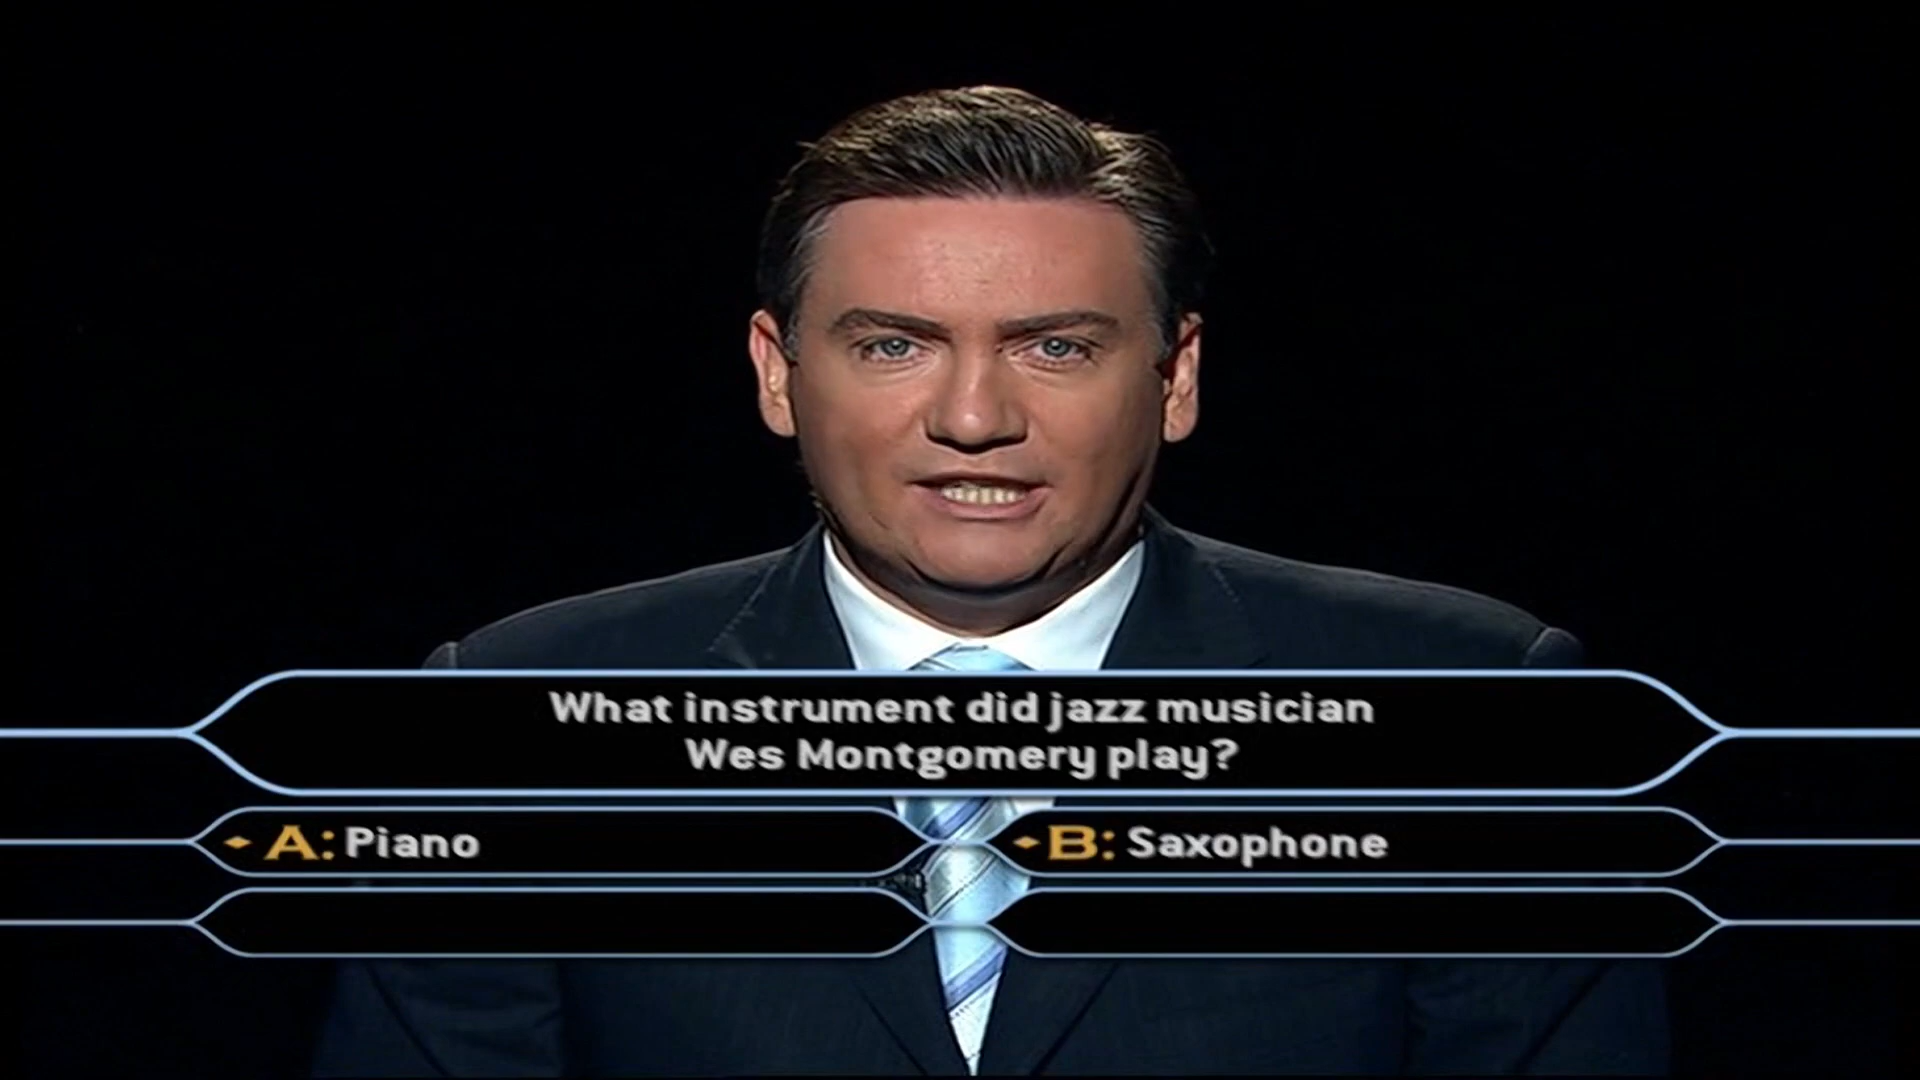 What instrument did jazz musician
Wes Montgomery play?
A: Piano
B: Saxophone